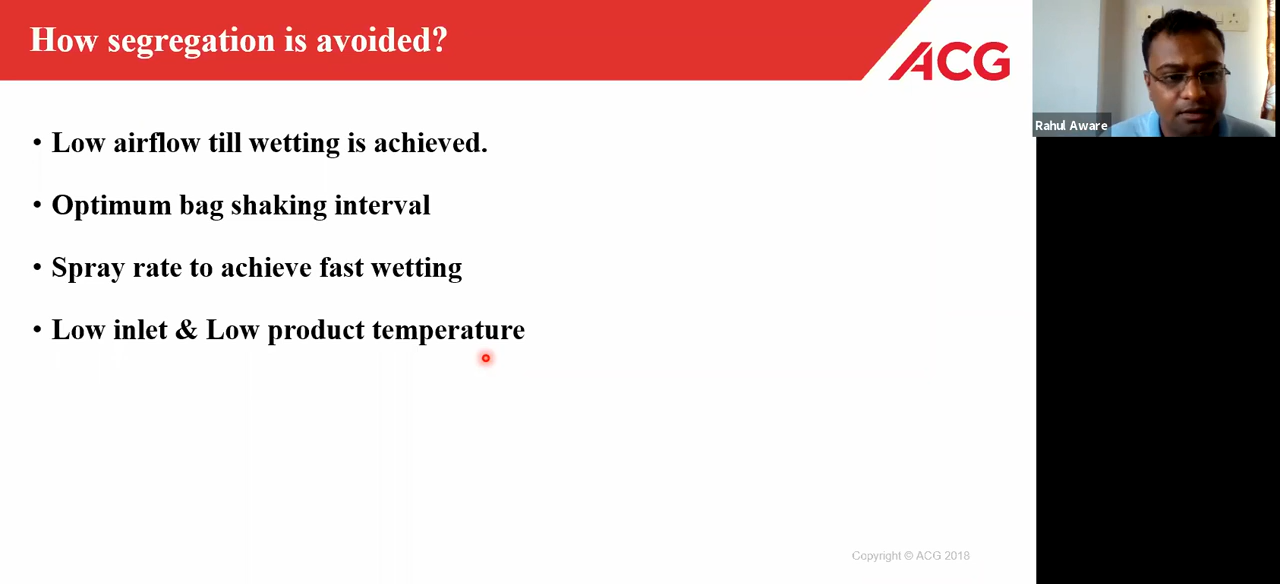 How segregation is avoided?
ACG
Rahul Aware
• Low airflow till wetting is achieved.
• Optimum bag shaking interval
• Spray rate to achieve fast wetting
• Low inlet & Low product temperature
Copyright © ACG 2018